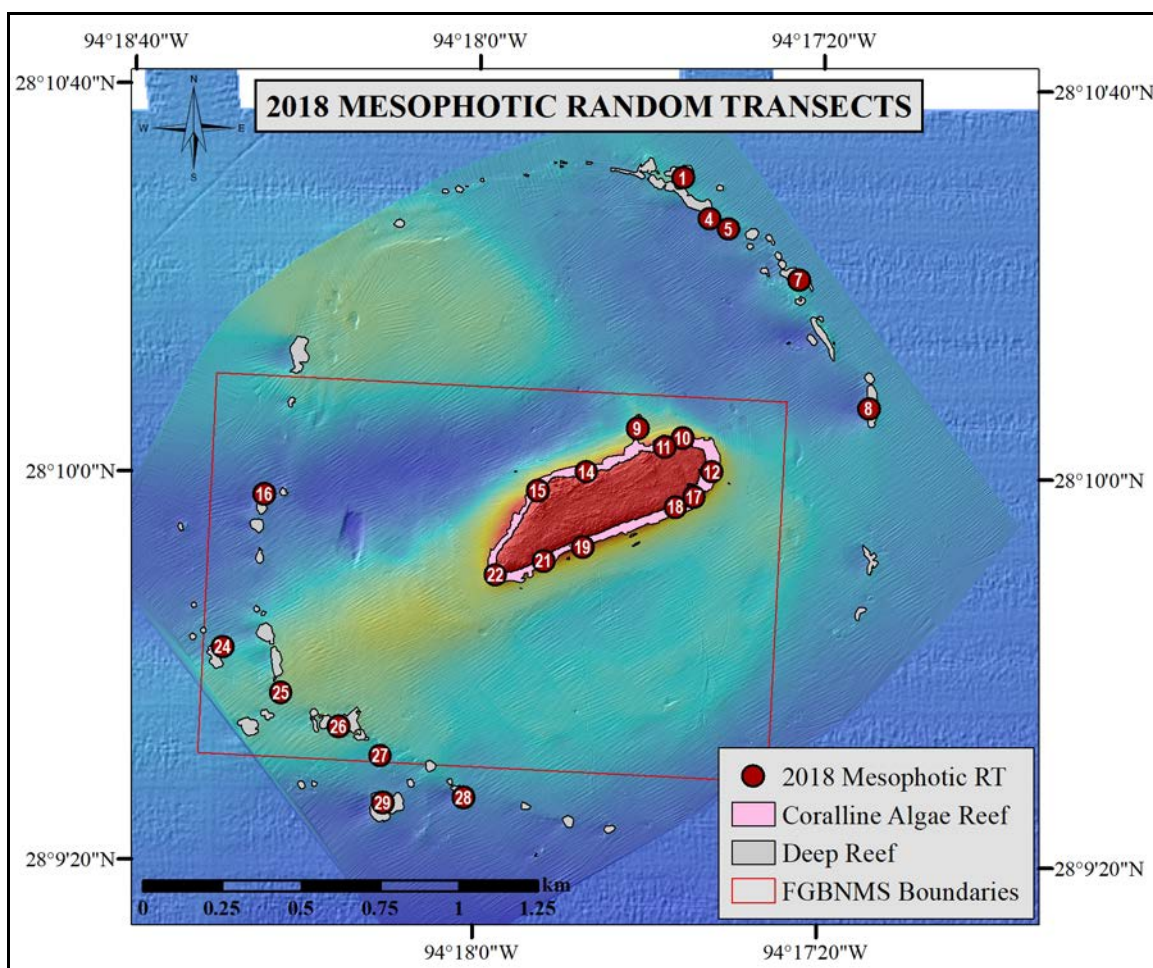 94°18'40"W 94°18'0"W 94°17'20"W
28°10'40"N 28°10'40"N
2018 MESOPHOTIC RANDOM TRANSECTS
N
W E
S
1
4
5
7
8
9
10
11
28°10'0"N 28°10'0"N
12
14
15
16
17
18
19
21
22
24
25
26
27
28
29
2018 Mesophotic RT
Coralline Algae Reef
Deep Reef
FGBNMS Boundaries
28°9'20"N 28°9'20"N
km
0 0.25 0.5 0.75 1 1.25
94°18'0"W 94°17'20"W